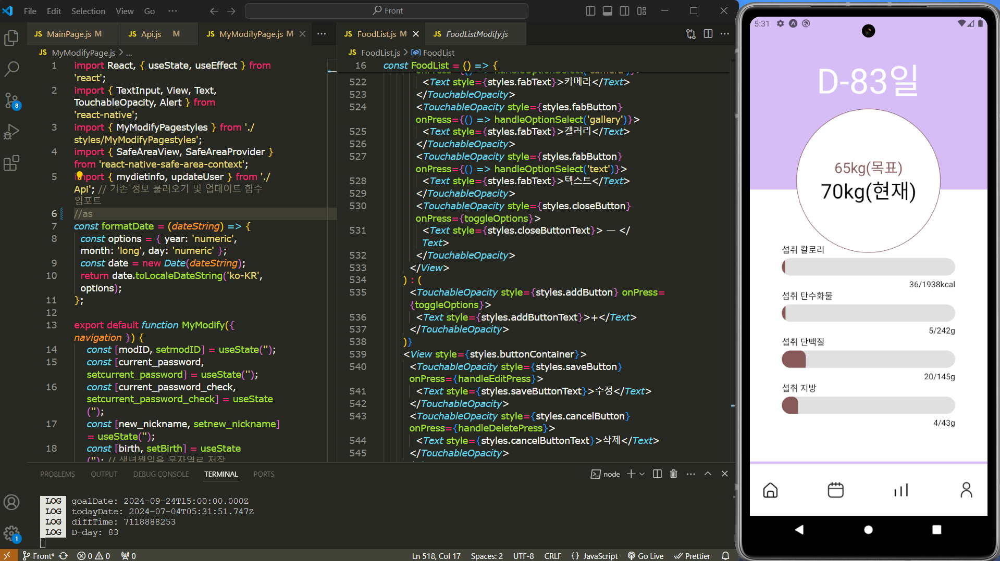 File Edit Selection View Go ··· Front
JS MainPage.js M JS Api.js M JS MyModifyPage.js M
JS MyModifyPage.js > ...
1 import React, { useState, useEffect } from
'react';
2 import { TextInput, View, Text,
TouchableOpacity, Alert } from
'react-native';
3 import { MyModifyPagestyles } from './
styles/MyModifyPagestyles';
4 import { SafeAreaView, SafeAreaProvider }
from 'react-native-safe-area-context';
5 import { mydietinfo, updateUser } from './
Api'; // 기존 정보 불러오기 및 업데이트 함수
임포트
6 //as
7 const formatDate = (dateString) => {
8 const options = { year: 'numeric',
month: 'long', day: 'numeric' };
9 const date = new Date(dateString);
10 return date.toLocaleDateString('ko-KR',
options);
11 };
12
13 export default function MyModify({
navigation }) {
14 const [modID, setmodID] = useState('');
15 const [current_password,
setcurrent_password] = useState('');
16 const [current_password_check,
setcurrent_password_check] = useState
('');
17 const [new_nickname, setnew_nickname]
= useState('');
18 const [birth, setBirth] = useState
(''); // 생년월일을 문자열로 저장
JS FoodList.js M JS FoodListModify.js
JS FoodList.js > FoodList
16 const FoodList = () => {
onPress={() => handleOptionSelect('camera')}>
522 <Text style={styles.fabText}>카메라</Text>
523 </TouchableOpacity>
524 <TouchableOpacity style={styles.fabButton}
onPress={() => handleOptionSelect('gallery')}>
525 <Text style={styles.fabText}>갤러리</Text>
526 </TouchableOpacity>
527 <TouchableOpacity style={styles.fabButton}
onPress={() => handleOptionSelect('text')}>
528 <Text style={styles.fabText}>텍스트</Text>
529 </TouchableOpacity>
530 <TouchableOpacity style={styles.closeButton}
onPress={toggleOptions}>
531 <Text style={styles.closeButtonText}> ㅡ </
Text>
532 </TouchableOpacity>
533 </View>
534 ) : (
535 <TouchableOpacity style={styles.addButton} onPress=
{toggleOptions}>
536 <Text style={styles.addButtonText}>+</Text>
537 </TouchableOpacity>
538 )}
539 <View style={styles.buttonContainer}>
540 <TouchableOpacity style={styles.saveButton}
onPress={handleEditPress}>
541 <Text style={styles.saveButtonText}>수정</Text>
542 </TouchableOpacity>
543 <TouchableOpacity style={styles.cancelButton}
onPress={handleDeletePress}>
544 <Text style={styles.cancelButtonText}>삭제</Text>
545 </TouchableOpacity>
PROBLEMS OUTPUT DEBUG CONSOLE TERMINAL PORTS node
LOG goalDate: 2024-09-24T15:00:00.000Z
LOG todayDate: 2024-07-04T05:31:51.747Z
LOG diffTime: 7118888253
LOG D-day: 83
8
1
Front* 0 0 0 Ln 518, Col 17 Spaces: 2 UTF-8 CRLF {} JavaScript Go Live Prettier
5:31
D-83일
65kg(목표)
70kg(현재)
섭취 칼로리
36/1938kcal
섭취 탄수화물
5/242g
섭취 단백질
20/145g
섭취 지방
4/43g